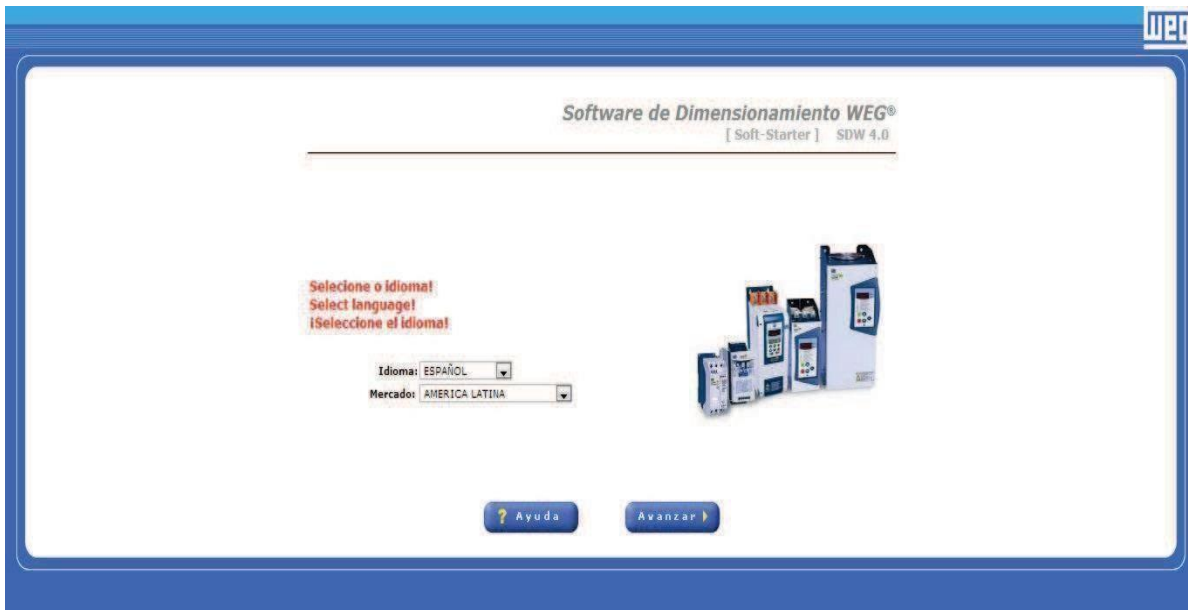 weg
Software de Dimensionamiento WEG®
[ Soft-Starter ] SDW 4.0
Selecione o idioma!
Select language!
¡Seleccione el idioma!
Idioma: ESPAÑOL
Mercado: AMERICA LATINA
? Ayuda
Avanzar